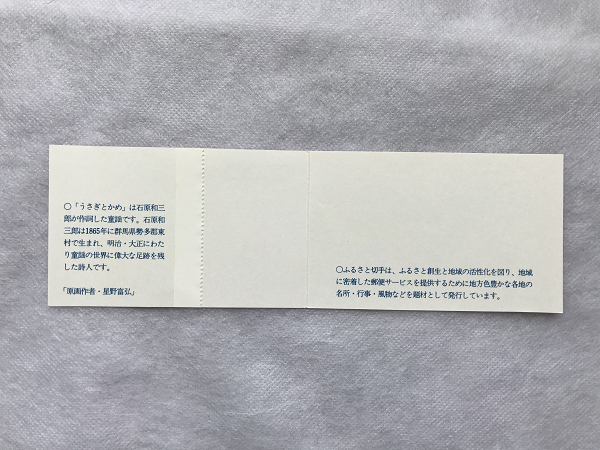 ○「うさぎとかめ」は石原和三
郎が作詞した童謡です。石原和
三郎は1865年に群馬県勢多郡東
村で生まれ、明治・大正にわた
り童謡の世界に偉大な足跡を残
した詩人です。
「原画作者・星野富弘」
○ふるさと切手は、ふるさと創生と地域の活性化を図り、地域
に密着した郵便サービスを提供するために地方色豊かな各地の
名所・行事・風物などを題材として発行しています。